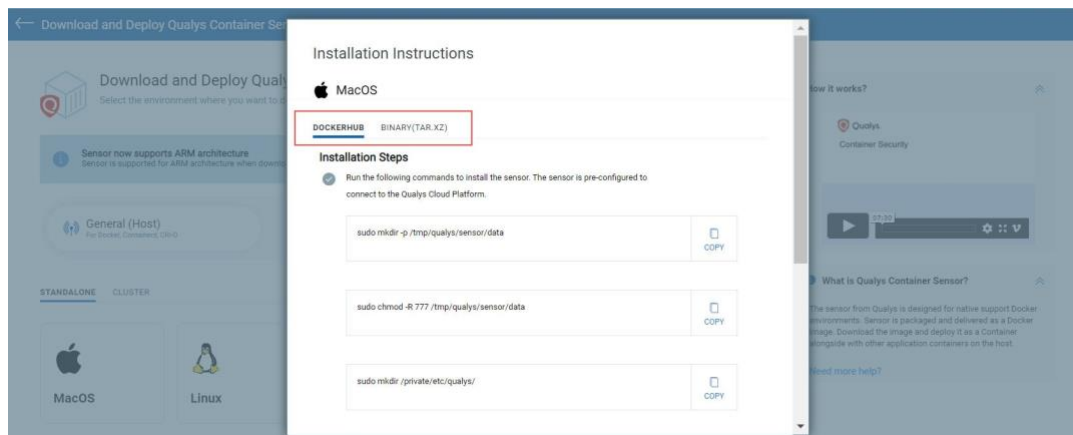 Download and Deploy Qualys Container Ser
Download and Deploy Qualy
Select the environment where you want to d
Sensor now supports ARM architecture
Sensor is supported for ARM architecture when downlo
General (Host)
For Docker, Containerd, CRI-O
STANDALONE CLUSTER
MacOS
Linux
Installation Instructions
MacOS
DOCKERHUB BINARY(TAR.XZ)
Installation Steps
Run the following commands to install the sensor. The sensor is pre-configured to
connect to the Qualys Cloud Platform.
sudo mkdir -p /tmp/qualys/sensor/data
COPY
sudo chmod -R 777 /tmp/qualys/sensor/data
COPY
sudo mkdir /private/etc/qualys/
COPY
How it works?
Qualys
Container Security
What is Qualys Container Sensor?
The sensor from Qualys is designed for native support Docker
environments. Sensor is packaged and delivered as a Docker
image. Download the image and deploy it as a Container
alongside with other application containers on the host.
Need more help?